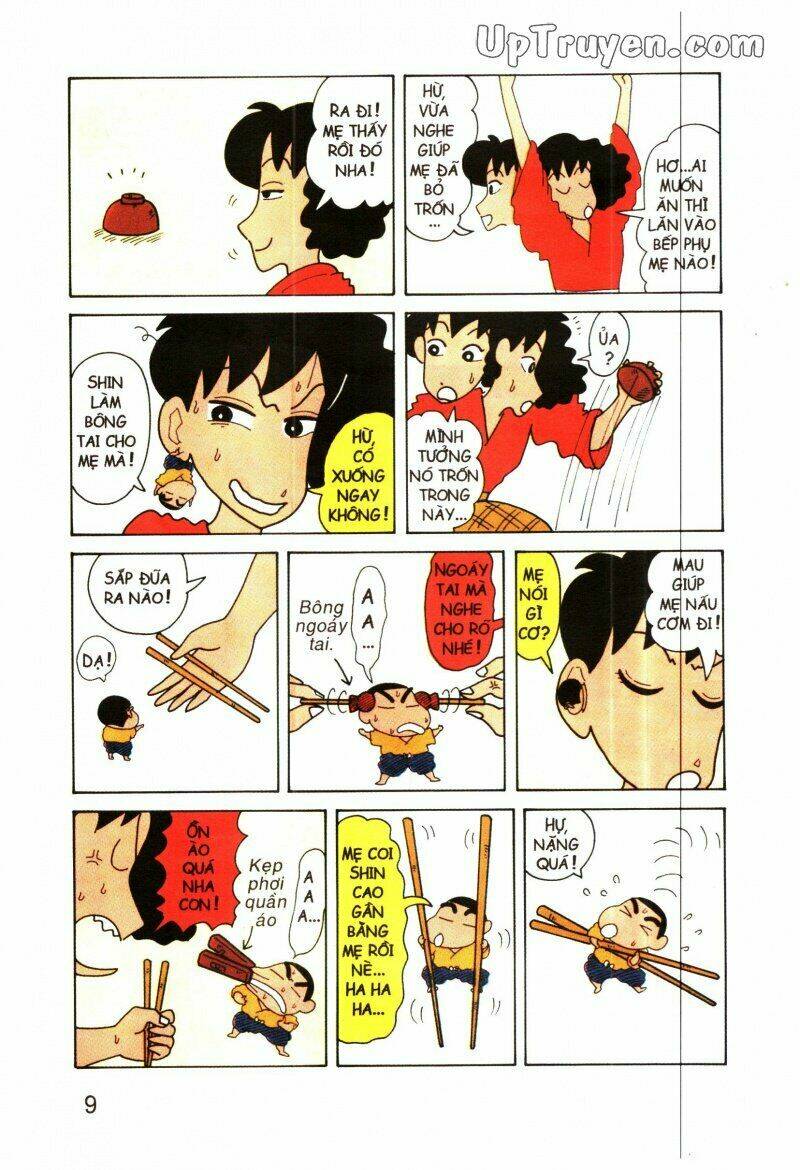 UpTruyen.com
HƠ...AI
MUỐN
ĂN THÌ
LĂN VÀO
BẾP PHỤ
MẸ NÀO!
HỪ,
VỪA
NGHE
GIÚP
MẸ ĐÃ
BỎ
TRỐN
...
RA ĐI!
MẸ THẤY
RỒI ĐÓ
NHA!
ỦA
?
MÌNH
TƯỞNG
NÓ TRỐN
TRONG
NÀY...
HỪ,
CÓ
XUỐNG
NGAY
KHÔNG!
SHIN
LÀM
BÔNG
TAI CHO
MẸ MÀ!
MAU
GIÚP
MẸ NẤU
CƠM ĐI!
MẸ
NÓI
GÌ
CƠ?
NGOÁY
TAI MÀ
NGHE
CHO RÕ
NHÉ!
A
A
...
Bông
ngoáy
tai.
SẮP ĐŨA
RA NÀO!
DẠ!
HỰ,
NẶNG
QUÁ!
MẸ COI
SHIN
CAO
GẦN
BẰNG
MẸ RỒI
NÈ...
HA HA
HA...
A
A
A...
Kẹp
phơi
quần
áo
ỒN
ÀO
QUÁ
NHA
CON!
9